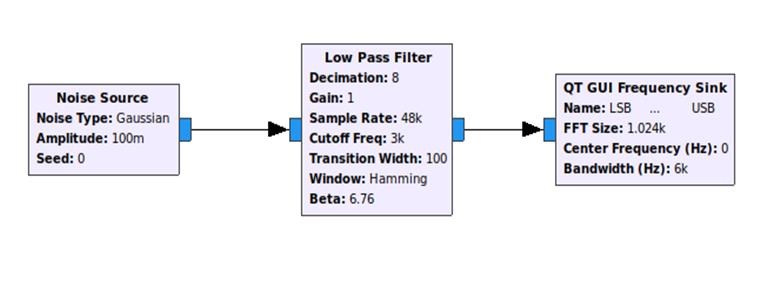 Noise Source
Noise Type: Gaussian
Amplitude: 100m
Seed: 0
Low Pass Filter
Decimation: 8
Gain: 1
Sample Rate: 48k
Cutoff Freq: 3k
Transition Width: 100
Window: Hamming
Beta: 6.76
QT GUI Frequency Sink
Name: LSB ... USB
FFT Size: 1.024k
Center Frequency (Hz): 0
Bandwidth (Hz): 6k